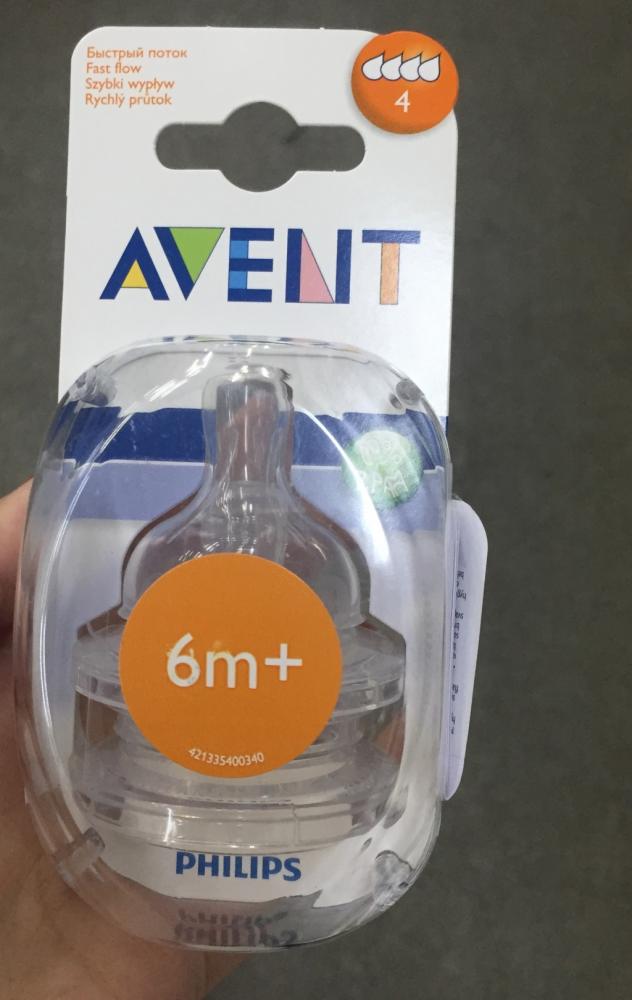 Быстрый поток
Fast flow
Szybki wypływ
Rychlý průtok
4
AVENT
6m+
421335400340
PHILIPS